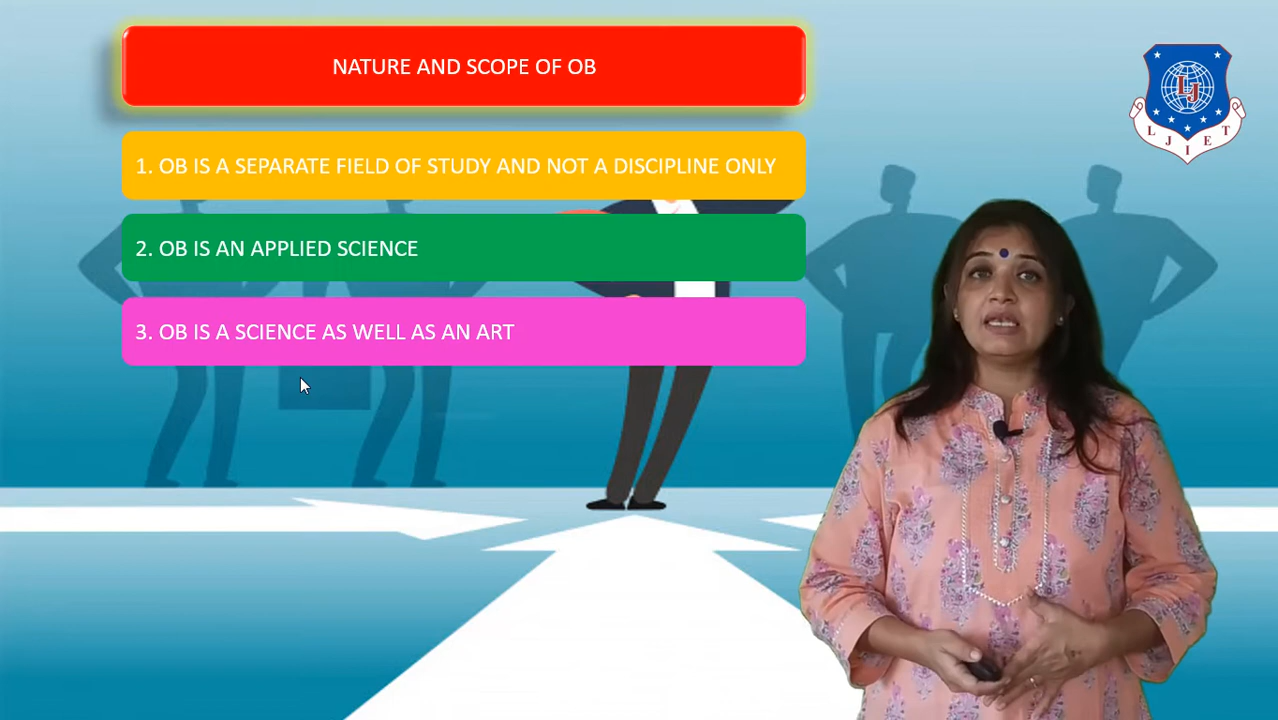 NATURE AND SCOPE OF OB
1. OB IS A SEPARATE FIELD OF STUDY AND NOT A DISCIPLINE ONLY
2. OB IS AN APPLIED SCIENCE
3. OB IS A SCIENCE AS WELL AS AN ART
LJ
LJIET